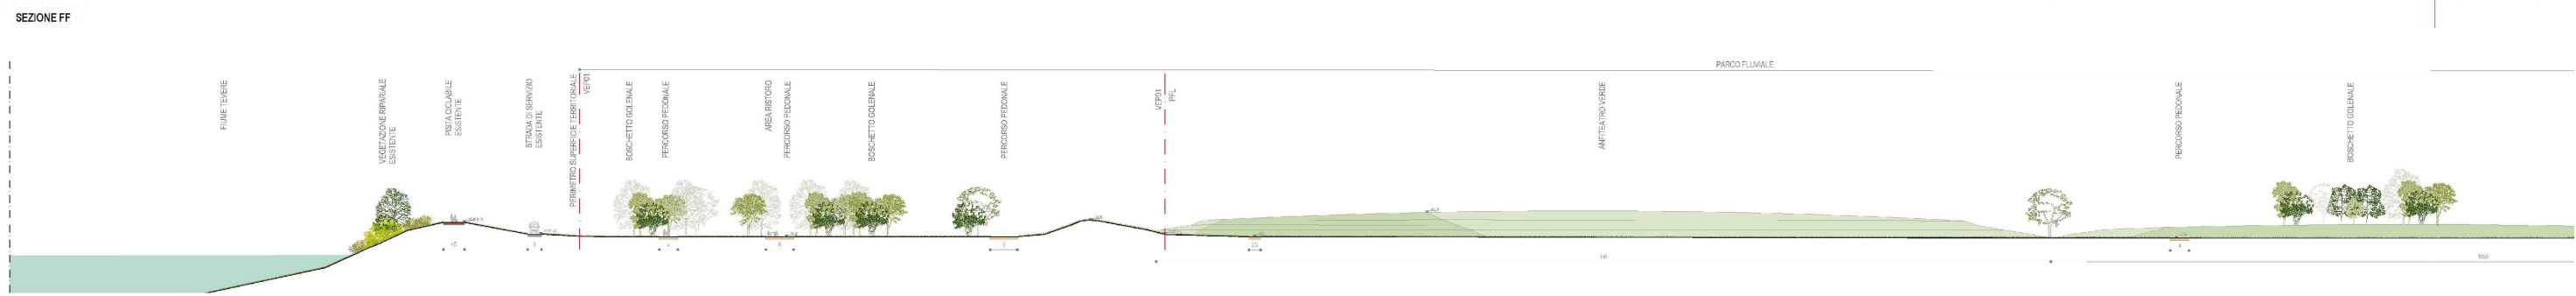 SEZIONE FF
PARCO FLUVIALE
FIUME TEVERE
VEGETAZIONE RIPARIALE
ESISTENTE
PISTA CICLABILE
ESISTENTE
STRADA DI SERVIZIO
ESISTENTE
PERIMETRO SUPERFICIE TERRITORIALE
VEP01
BOSCHETTO GOLENALE
PERCORSO PEDONALE
AREA RISTORO
PERCORSO PEDONALE
BOSCHETTO GOLENALE
PERCORSO PEDONALE
VEP01
PFL
ANFITEATRO VERDE
PERCORSO PEDONALE
BOSCHETTO GOLENALE